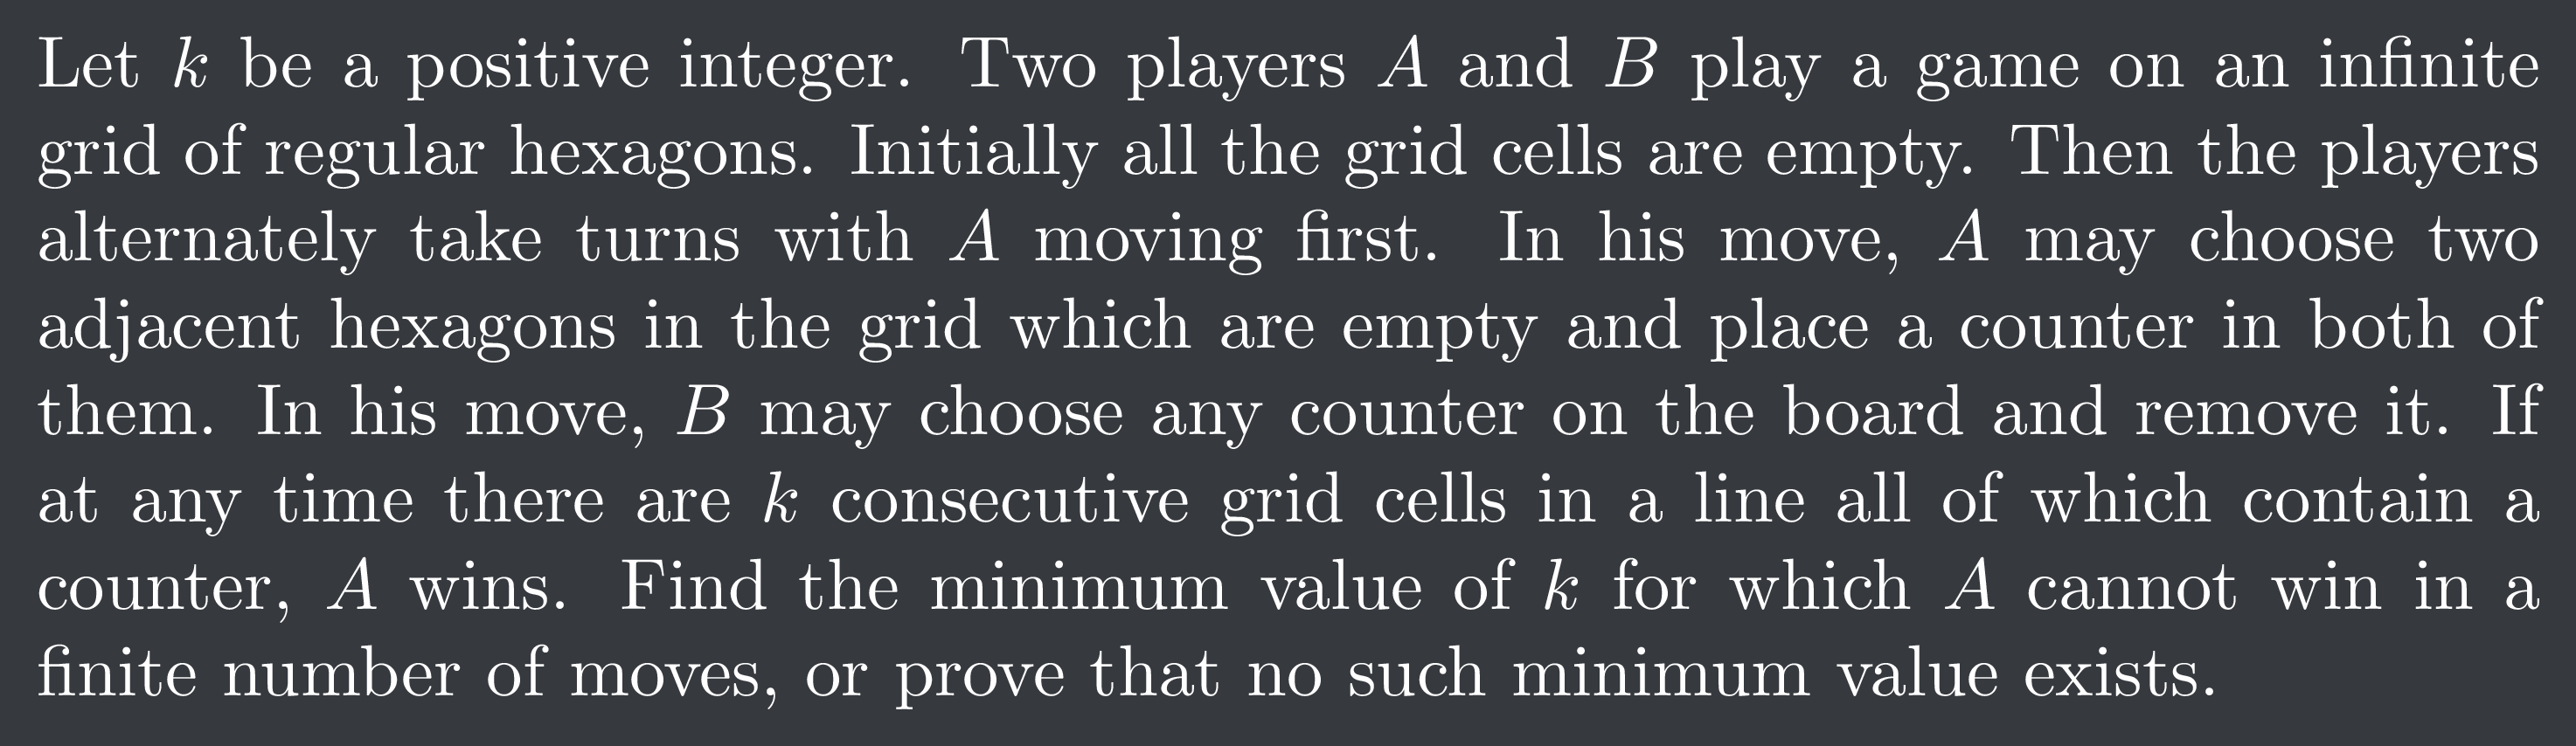 Let k be a positive integer. Two players A and B play a game on an infinite
grid of regular hexagons. Initially all the grid cells are empty. Then the players
alternately take turns with A moving first. In his move, A may choose two
adjacent hexagons in the grid which are empty and place a counter in both of
them. In his move, B may choose any counter on the board and remove it. If
at any time there are k consecutive grid cells in a line all of which contain a
counter, A wins. Find the minimum value of k for which A cannot win in a
finite number of moves, or prove that no such minimum value exists.